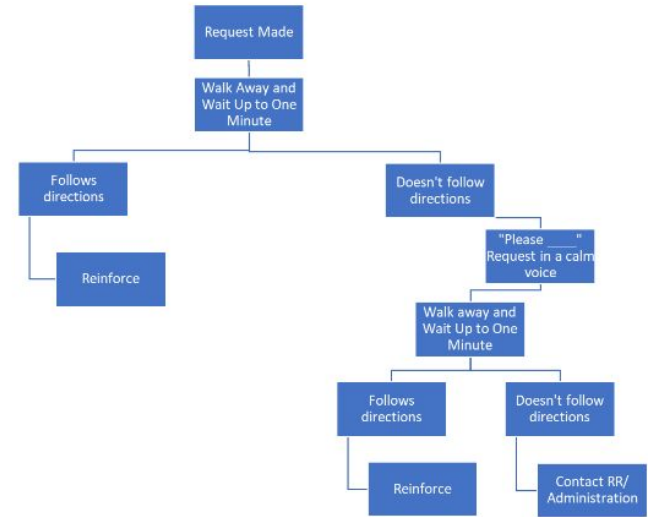 Request Made
Walk Away and
Wait Up to One
Minute
Follows
directions
Doesn't follow
directions
Reinforce
"Please ____"
Request in a calm
voice
Walk away and
Wait Up to One
Minute
Follows
directions
Doesn't follow
directions
Reinforce
Contact RR/
Administration